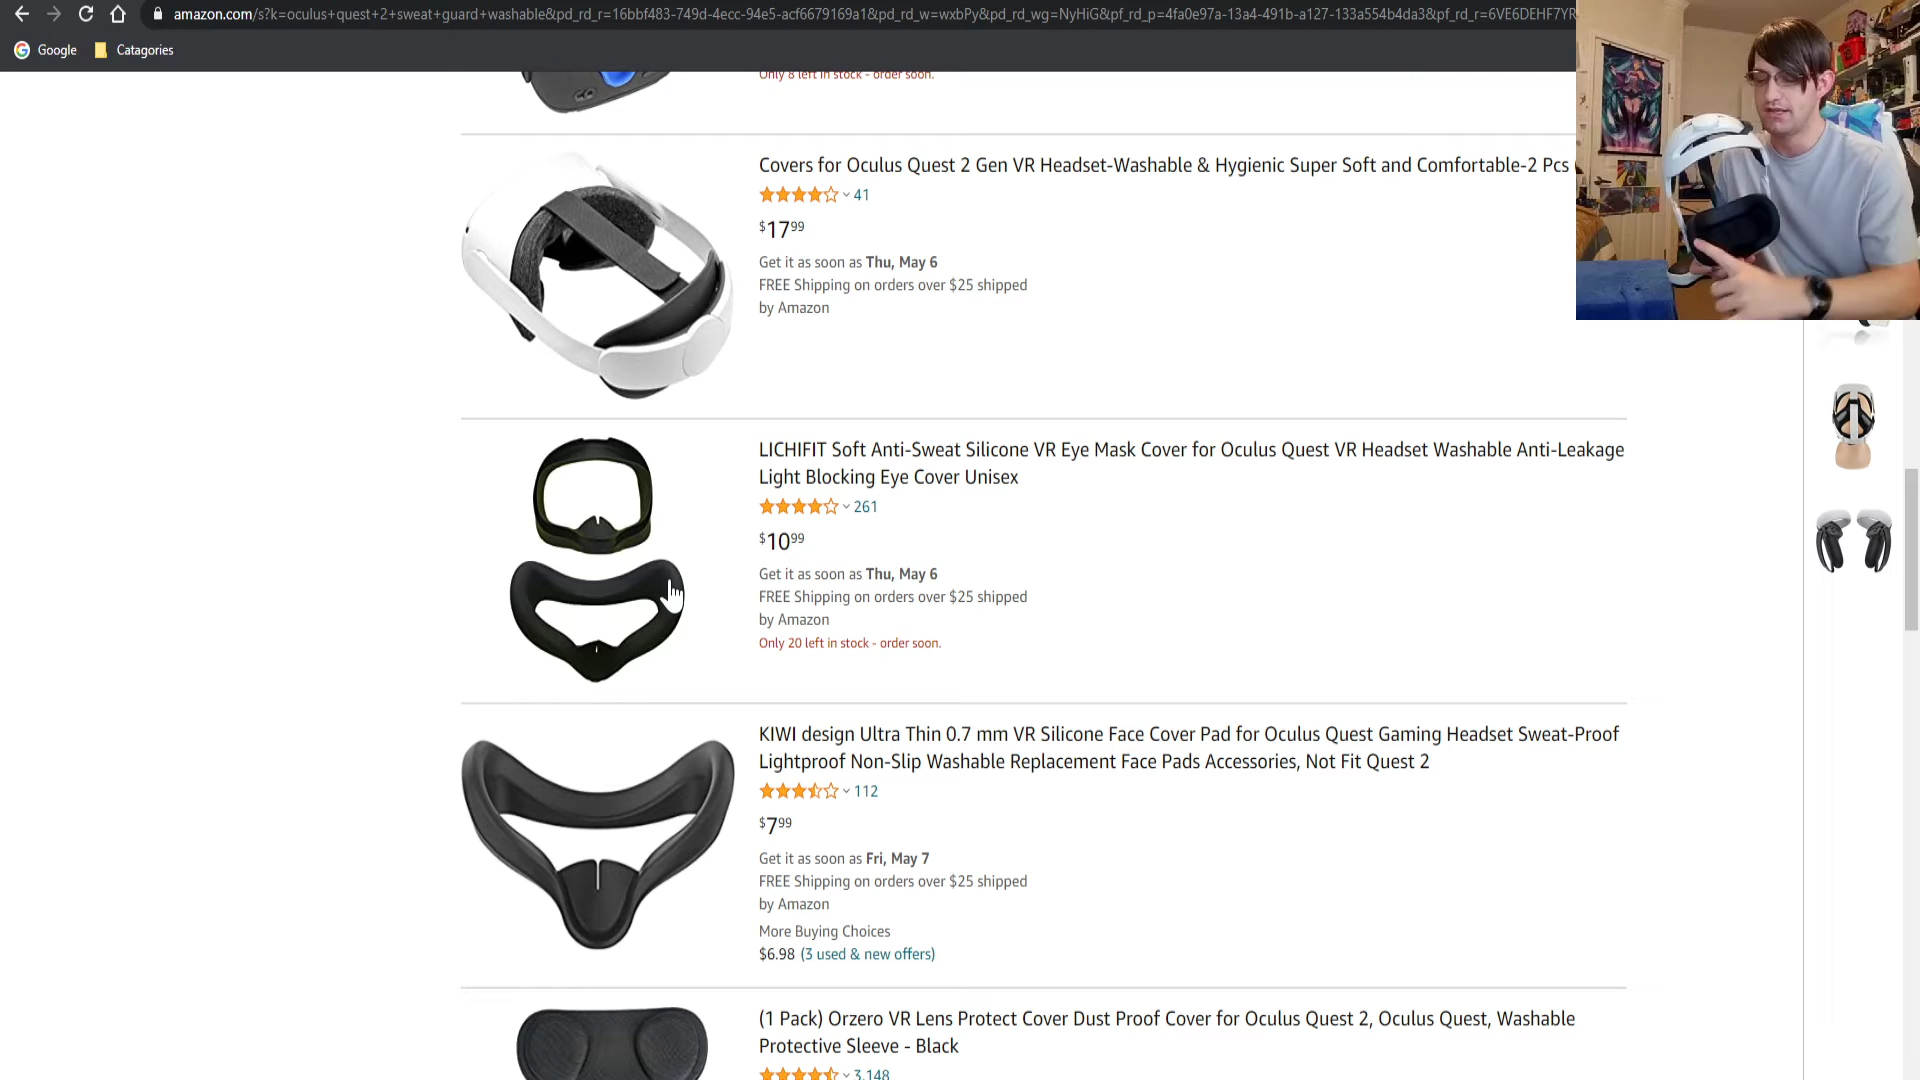 amazon.com/s?k=oculus+quest+2+sweat+guard+washable&pd_rd_r=16bbf483-749d-4ecc-94e5-acf6679169a1&pd_rd_w=wxbPy&pd_rd_wg=NyHiG&pf_rd_p=4fa0e97a-13a4-491b-a127-133a554b4da3&pf_rd_r=6VE6DEHF7YR
Google Catagories
Only 8 left in stock - order soon.
Covers for Oculus Quest 2 Gen VR Headset-Washable & Hygienic Super Soft and Comfortable-2 Pcs
41
$17.99
Get it as soon as Thu, May 6
FREE Shipping on orders over $25 shipped
by Amazon
LICHIFIT Soft Anti-Sweat Silicone VR Eye Mask Cover for Oculus Quest VR Headset Washable Anti-Leakage
Light Blocking Eye Cover Unisex
261
$10.99
Get it as soon as Thu, May 6
FREE Shipping on orders over $25 shipped
by Amazon
Only 20 left in stock - order soon.
KIWI design Ultra Thin 0.7 mm VR Silicone Face Cover Pad for Oculus Quest Gaming Headset Sweat-Proof
Lightproof Non-Slip Washable Replacement Face Pads Accessories, Not Fit Quest 2
112
$7.99
Get it as soon as Fri, May 7
FREE Shipping on orders over $25 shipped
by Amazon
More Buying Choices
$6.98 (3 used & new offers)
(1 Pack) Orzero VR Lens Protect Cover Dust Proof Cover for Oculus Quest 2, Oculus Quest, Washable
Protective Sleeve - Black
3,148